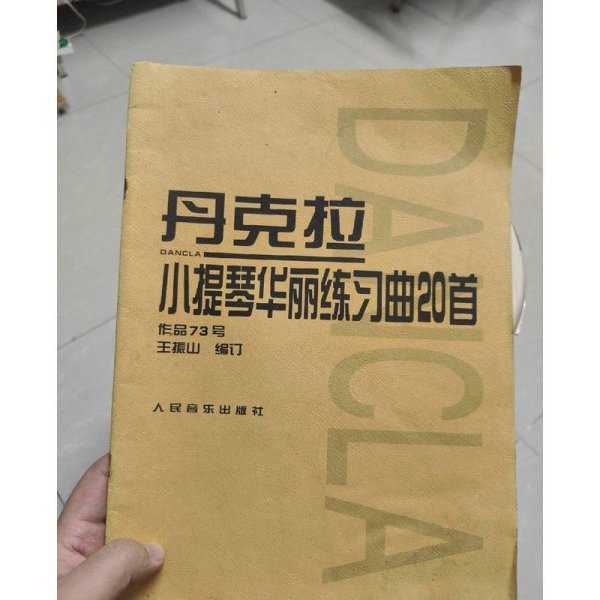 丹克拉
DANCLA
小提琴华丽练习曲20首
作品73号
王振山 编订
人民音乐出版社
DANCLA